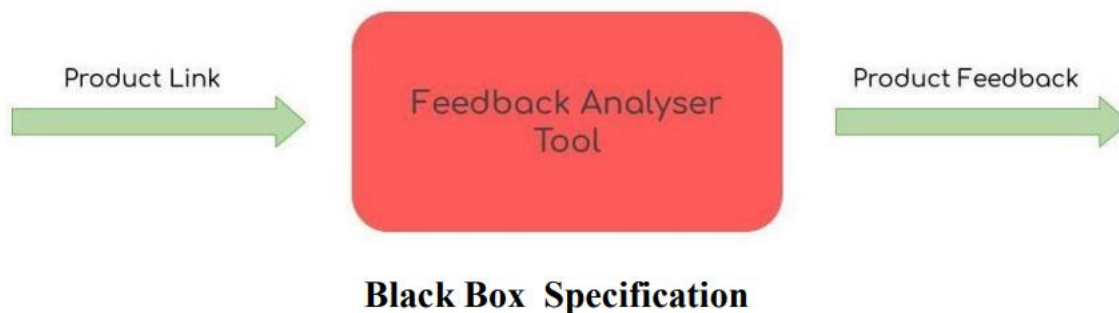 Product Link
Feedback Analyser
Tool
Product Feedback
Black Box Specification